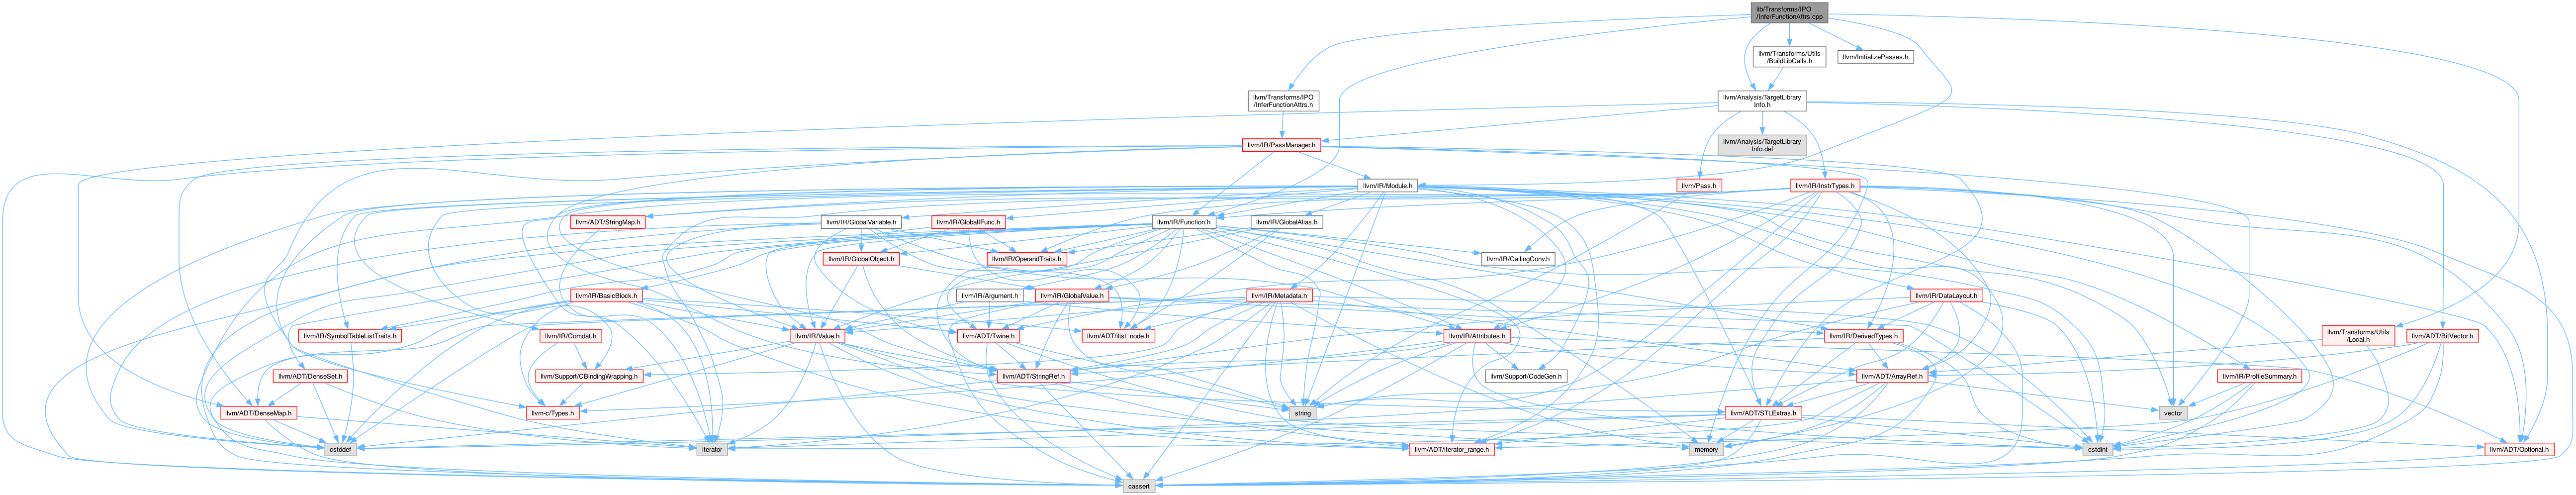 lib/Transforms/IPO
/InferFunctionAttrs.cpp
llvm/Transforms/Utils
/BuildLibCalls.h
llvm/InitializePasses.h
llvm/Transforms/IPO
/InferFunctionAttrs.h
llvm/Analysis/TargetLibrary
Info.h
llvm/IR/PassManager.h
llvm/Analysis/TargetLibrary
Info.def
llvm/IR/Module.h
llvm/Pass.h
llvm/IR/InstrTypes.h
llvm/ADT/StringMap.h
llvm/IR/GlobalVariable.h
llvm/IR/GlobalIFunc.h
llvm/IR/Function.h
llvm/IR/GlobalAlias.h
llvm/IR/GlobalObject.h
llvm/IR/OperandTraits.h
llvm/IR/CallingConv.h
llvm/IR/BasicBlock.h
llvm/IR/Argument.h
llvm/IR/GlobalValue.h
llvm/IR/Metadata.h
llvm/IR/DataLayout.h
llvm/IR/SymbolTableListTraits.h
llvm/IR/Comdat.h
llvm/IR/Value.h
llvm/ADT/Twine.h
llvm/ADT/ilist_node.h
llvm/IR/Attributes.h
llvm/IR/DerivedTypes.h
llvm/Transforms/Utils
/Local.h
llvm/ADT/BitVector.h
llvm/ADT/DenseSet.h
llvm/Support/CBindingWrapping.h
llvm/ADT/StringRef.h
llvm/Support/CodeGen.h
llvm/ADT/ArrayRef.h
llvm/IR/ProfileSummary.h
llvm/ADT/DenseMap.h
llvm-c/Types.h
string
llvm/ADT/STLExtras.h
vector
cstddef
iterator
llvm/ADT/iterator_range.h
memory
cstdint
llvm/ADT/Optional.h
cassert